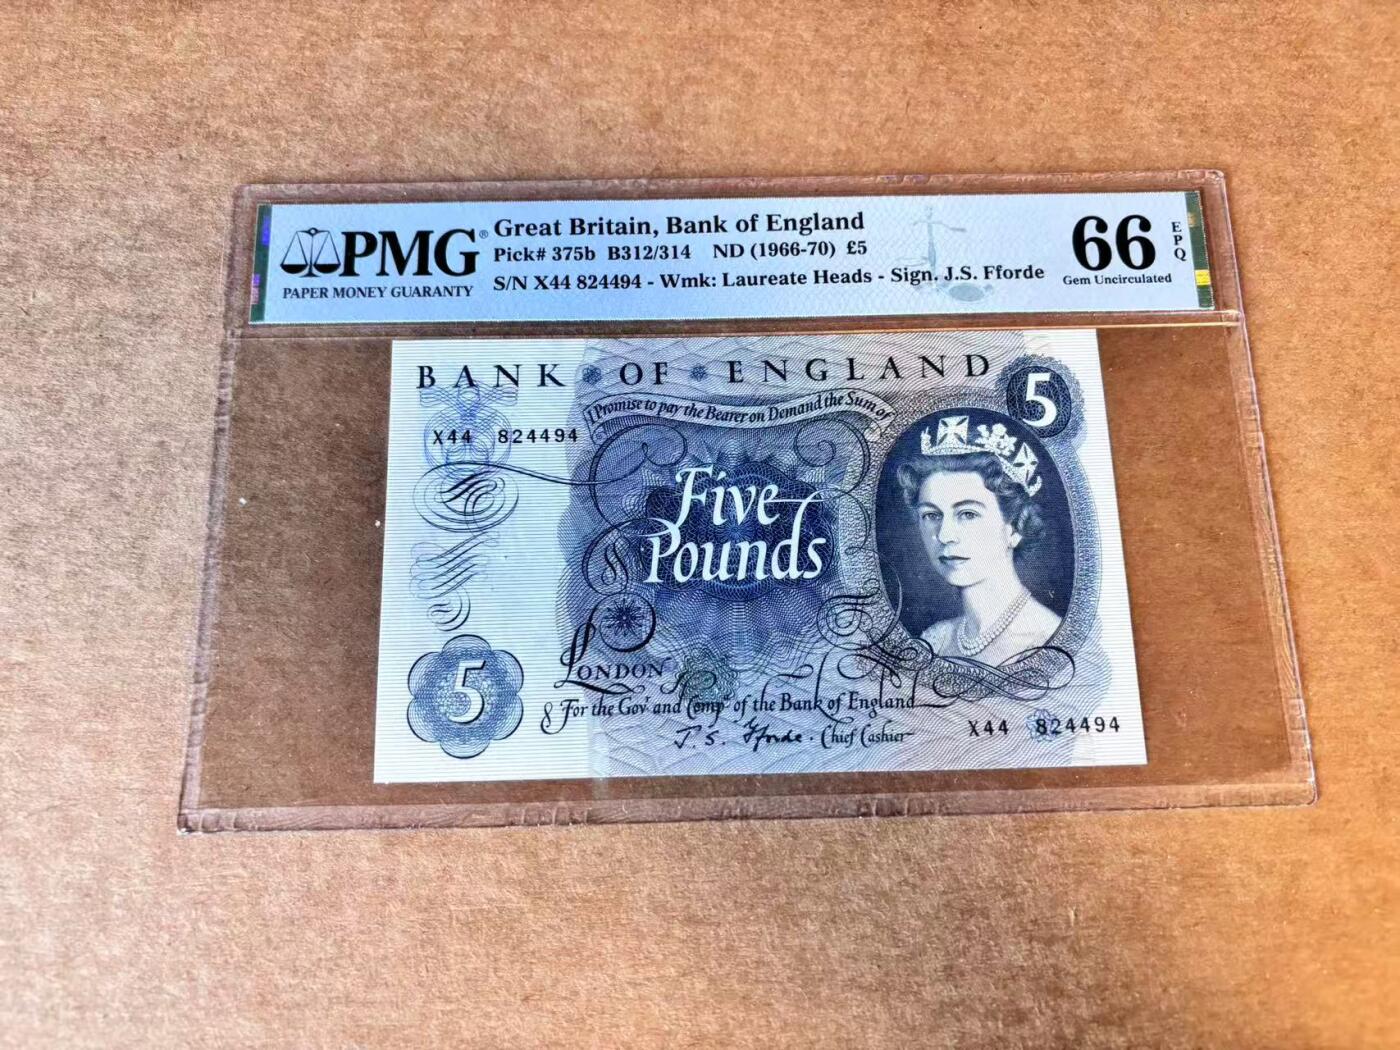 PMG®
PAPER MONEY GUARANTY
Great Britain, Bank of England
Pick# 375b B312/314 ND (1966-70) £5
S/N X44 824494 - Wmk: Laureate Heads - Sign. J.S. Fforde
66
EPQ
Gem Uncirculated
BANK OF ENGLAND
5
I Promise to pay the Bearer on Demand the Sum of
X44 824494
Five
Pounds
LONDON
5
For the Govr and Compa of the Bank of England
J. S. Fforde. Chief Cashier
X44 824494